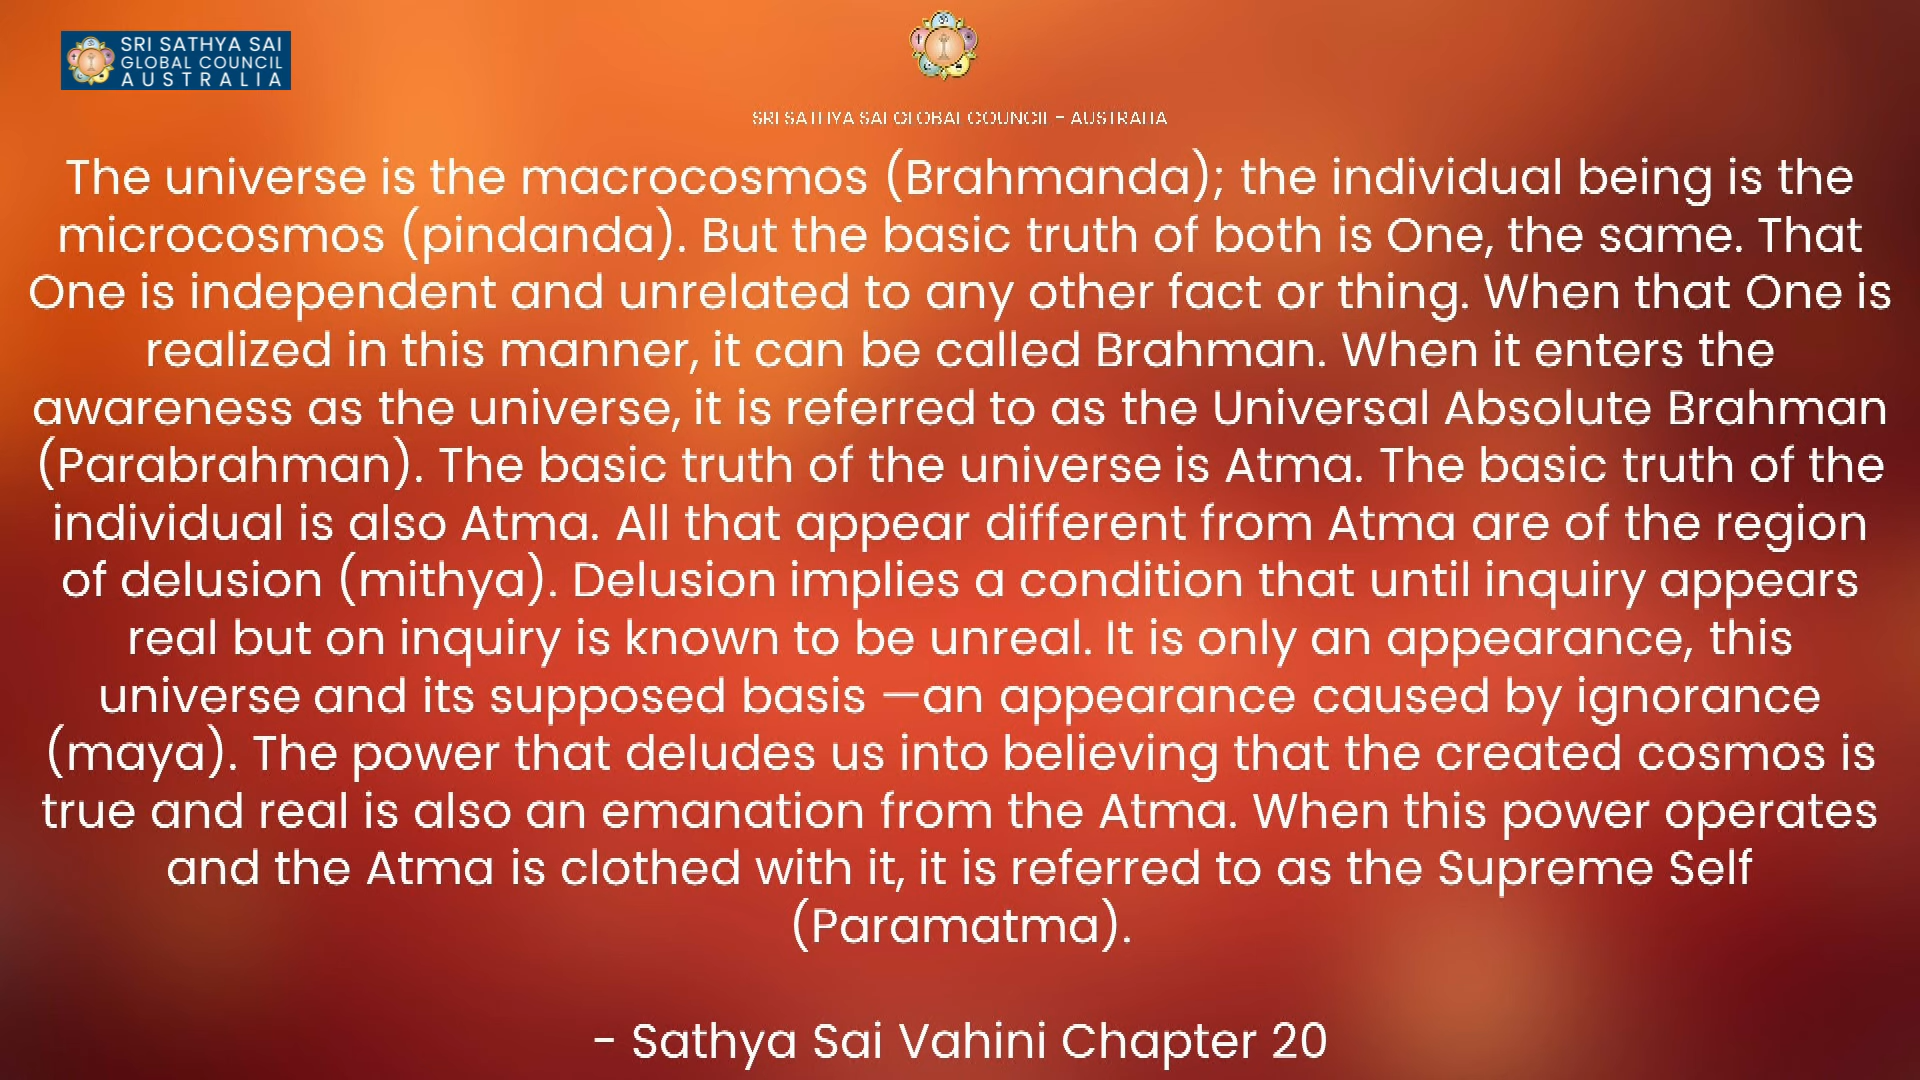 SRI SATHYA SAI
GLOBAL COUNCIL
AUSTRALIA
SRI SATHYA SAI GLOBAL COUNCIL - AUSTRALIA
The universe is the macrocosmos (Brahmanda); the individual being is the
microcosmos (pindanda). But the basic truth of both is One, the same. That
One is independent and unrelated to any other fact or thing. When that One is
realized in this manner, it can be called Brahman. When it enters the
awareness as the universe, it is referred to as the Universal Absolute Brahman
(Parabrahman). The basic truth of the universe is Atma. The basic truth of the
individual is also Atma. All that appear different from Atma are of the region
of delusion (mithya). Delusion implies a condition that until inquiry appears
real but on inquiry is known to be unreal. It is only an appearance, this
universe and its supposed basis —an appearance caused by ignorance
(maya). The power that deludes us into believing that the created cosmos is
true and real is also an emanation from the Atma. When this power operates
and the Atma is clothed with it, it is referred to as the Supreme Self
(Paramatma).
- Sathya Sai Vahini Chapter 20